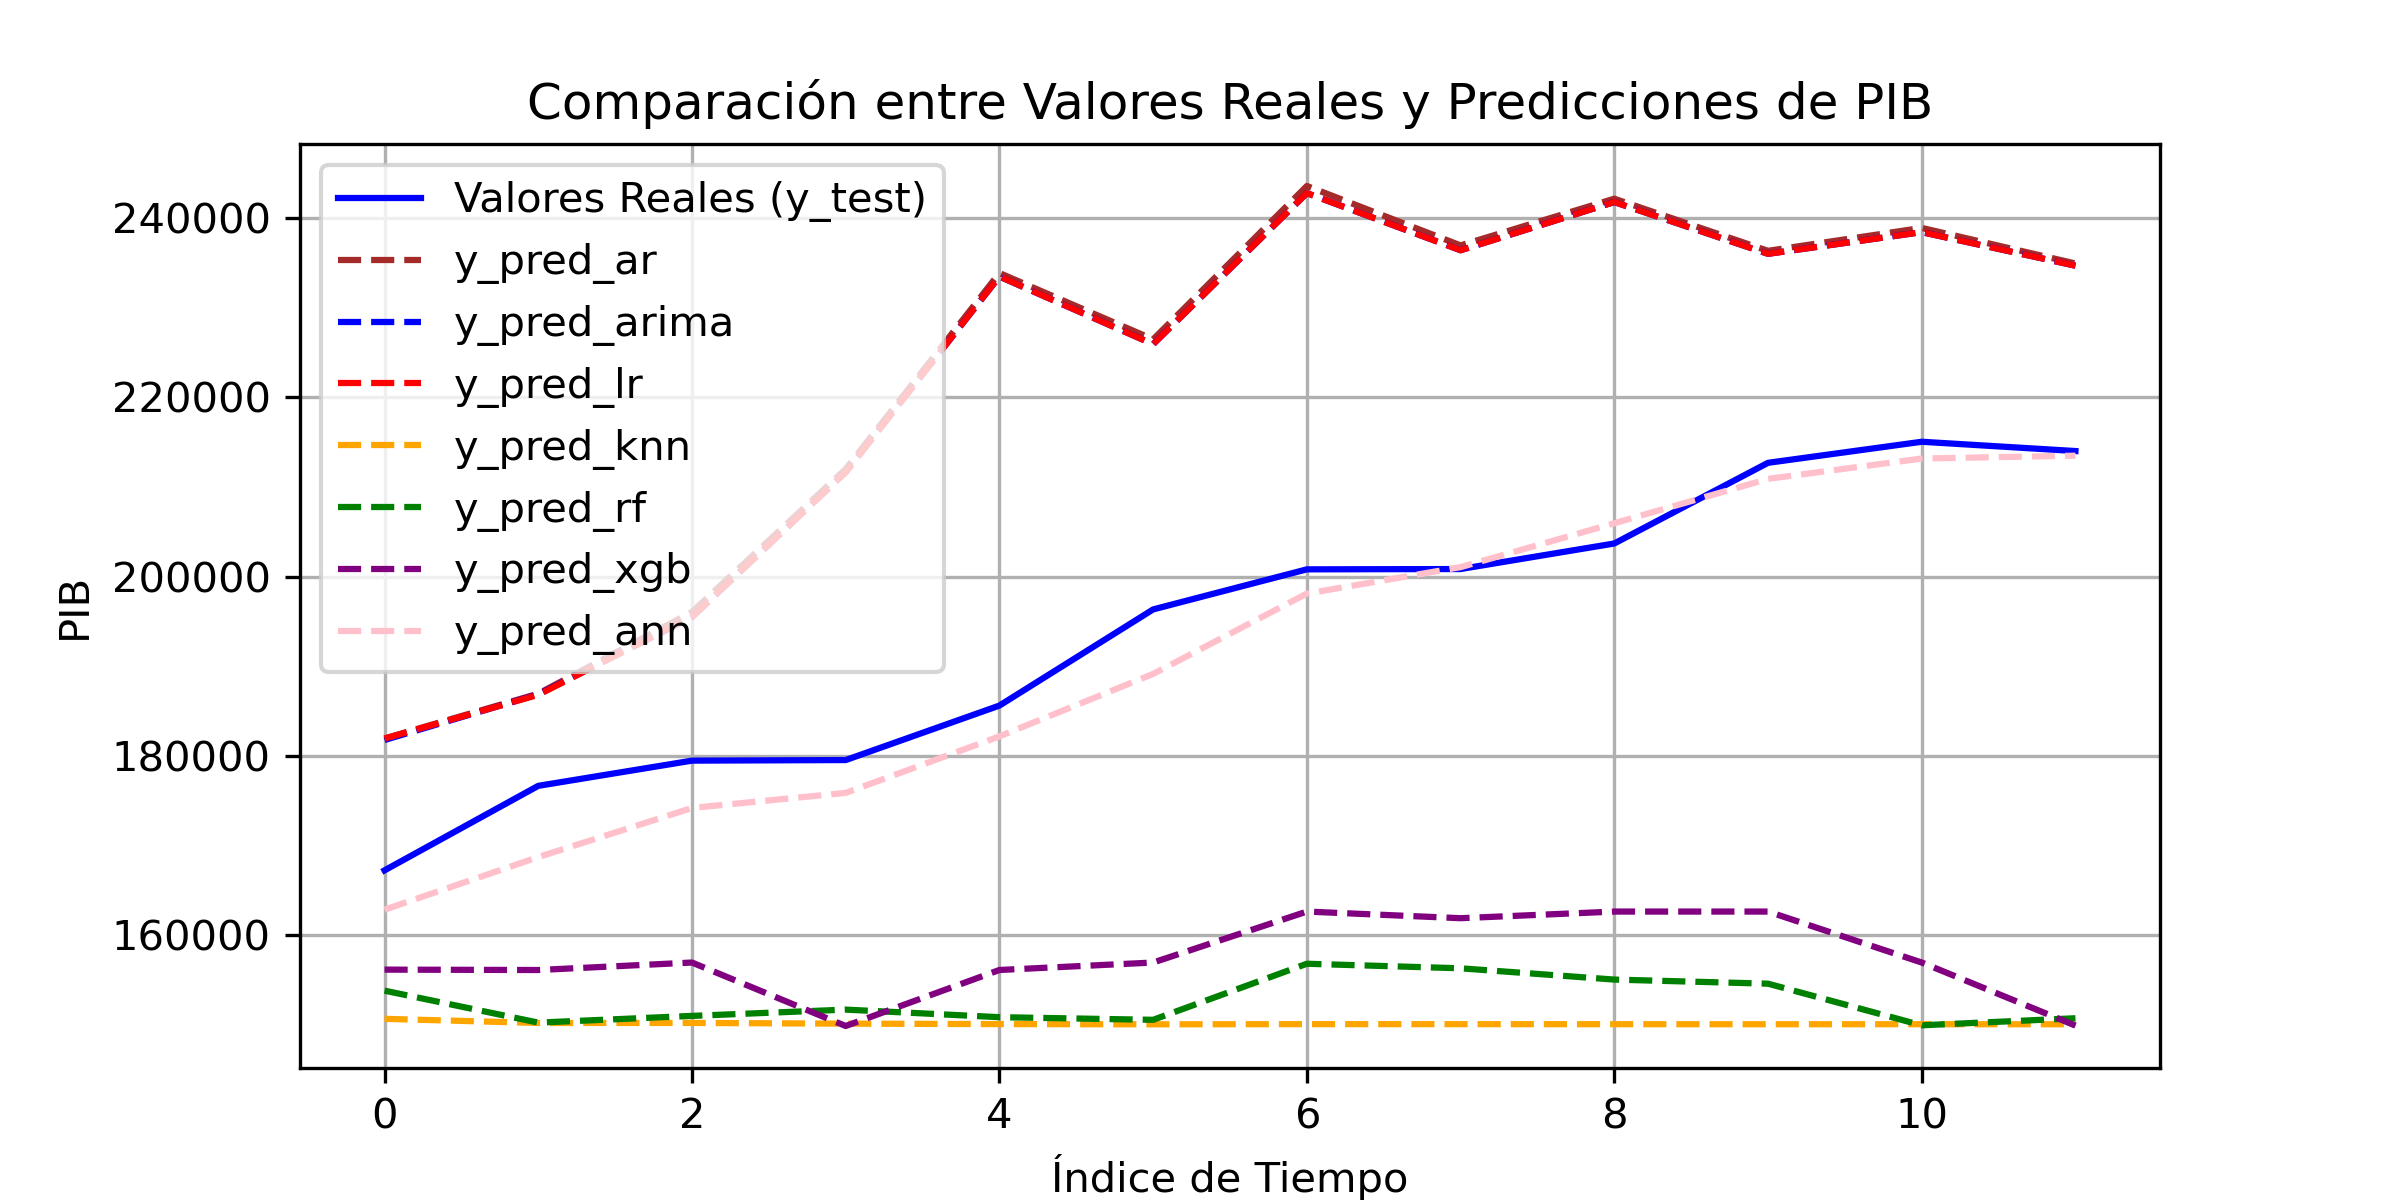 Comparación entre Valores Reales y Predicciones de PIB
Valores Reales (y_test)
y_pred_ar
y_pred_arima
y_pred_lr
y_pred_knn
y_pred_rf
y_pred_xgb
y_pred_ann
240000
220000
200000
180000
160000
PIB
0 2 4 6 8 10
Índice de Tiempo